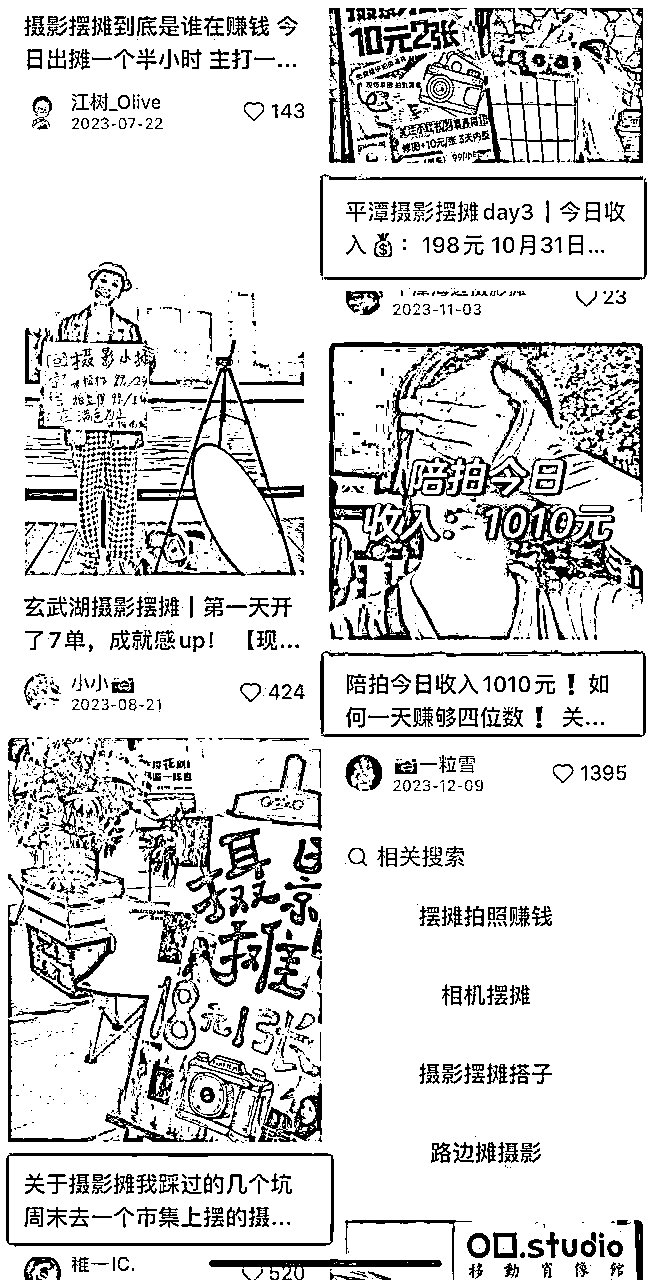 摄影摆摊到底是谁在赚钱 今
日出摊一个半小时 主打一...
江树_Olive
2023-07-22
143
摄影小摊
玄武湖摄影摆摊｜第一天开
了7单，成就感up！【现...
小小
2023-08-21
424
摄影
摊
18元1张
关于摄影摊我踩过的几个坑
周末去一个市集上摆的摄...
稚一IC.
520
10元2张
平潭摄影摆摊day3｜今日收
入💰：198元 10月31日...
2023-11-03
23
陪拍今日
收入：1010元
陪拍今日收入1010元❗如
何一天赚够四位数❗ 关...
一粒雪
2023-12-09
1395
相关搜索
摆摊拍照赚钱
相机摆摊
摄影摆摊搭子
路边摊摄影
O口.studio
移動肖像館